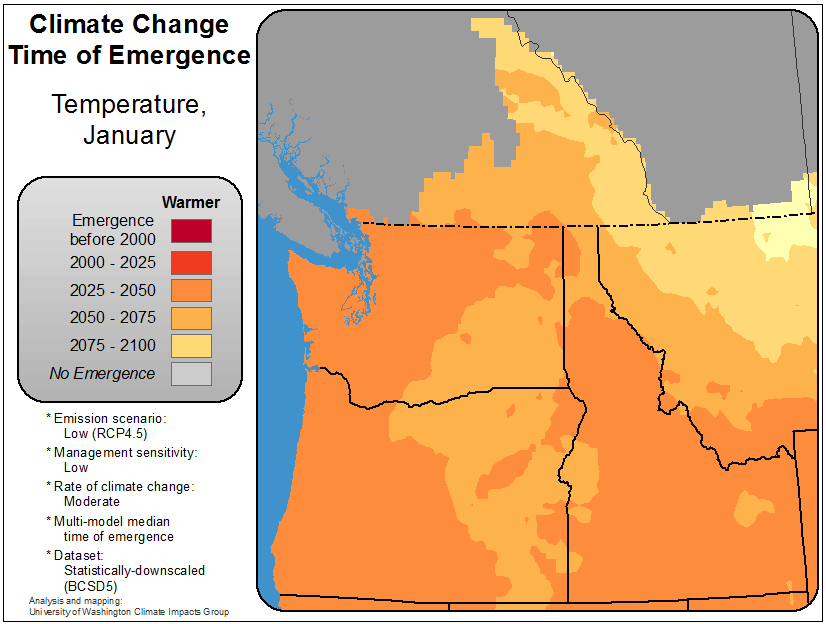 Climate Change
Time of Emergence
Temperature,
January
Warmer
Emergence
before 2000
2000 - 2025
2025 - 2050
2050 - 2075
2075 - 2100
No Emergence
* Emission scenario:
Low (RCP4.5)
* Management sensitivity:
Low
* Rate of climate change:
Moderate
* Multi-model median
time of emergence
* Dataset:
Statistically-downscaled
(BCSD5)
Analysis and mapping:
University of Washington Climate Impacts Group